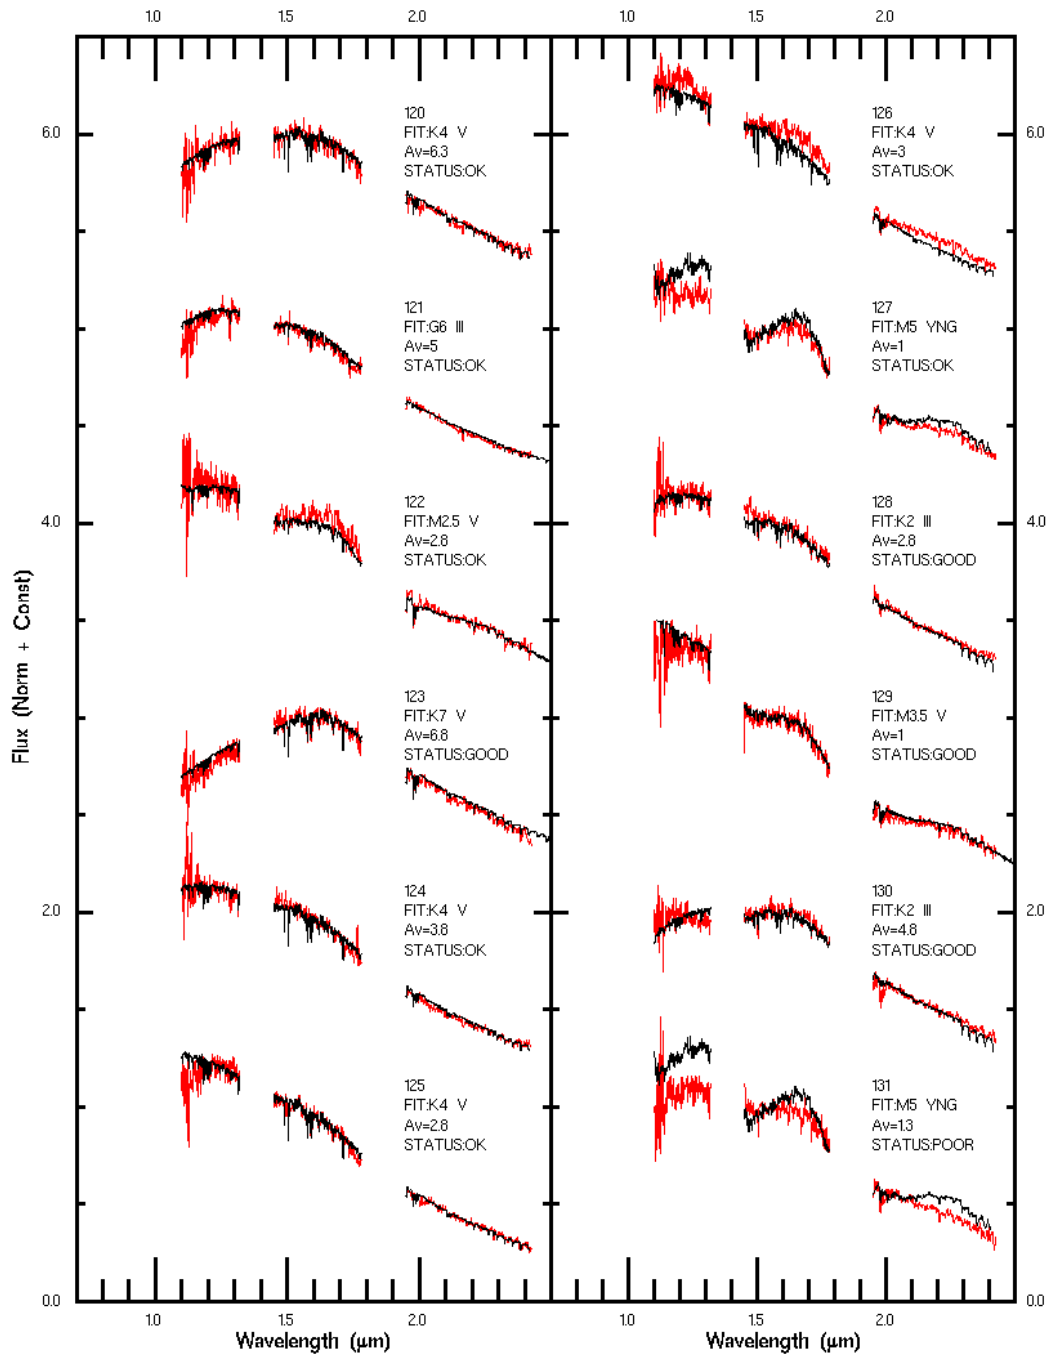 1.0 1.5 2.0 1.0 1.5 2.0
6.0
4.0
2.0
0.0
Flux (Norm + Const)
120
FIT:K4 V
Av=6.3
STATUS:OK
121
FIT:G6 III
Av=5
STATUS:OK
122
FIT:M2.5 V
Av=2.8
STATUS:OK
123
FIT:K7 V
Av=6.8
STATUS:GOOD
124
FIT:K4 V
Av=3.8
STATUS:OK
125
FIT:K4 V
Av=2.8
STATUS:OK
126
FIT:K4 V
Av=3
STATUS:OK
127
FIT:M5 YNG
Av=1
STATUS:OK
128
FIT:K2 III
Av=2.8
STATUS:GOOD
129
FIT:M3.5 V
Av=1
STATUS:GOOD
130
FIT:K2 III
Av=4.8
STATUS:GOOD
131
FIT:M5 YNG
Av=1.3
STATUS:POOR
6.0
4.0
2.0
0.0
1.0 1.5 2.0 1.0 1.5 2.0
Wavelength (μm) Wavelength (μm)